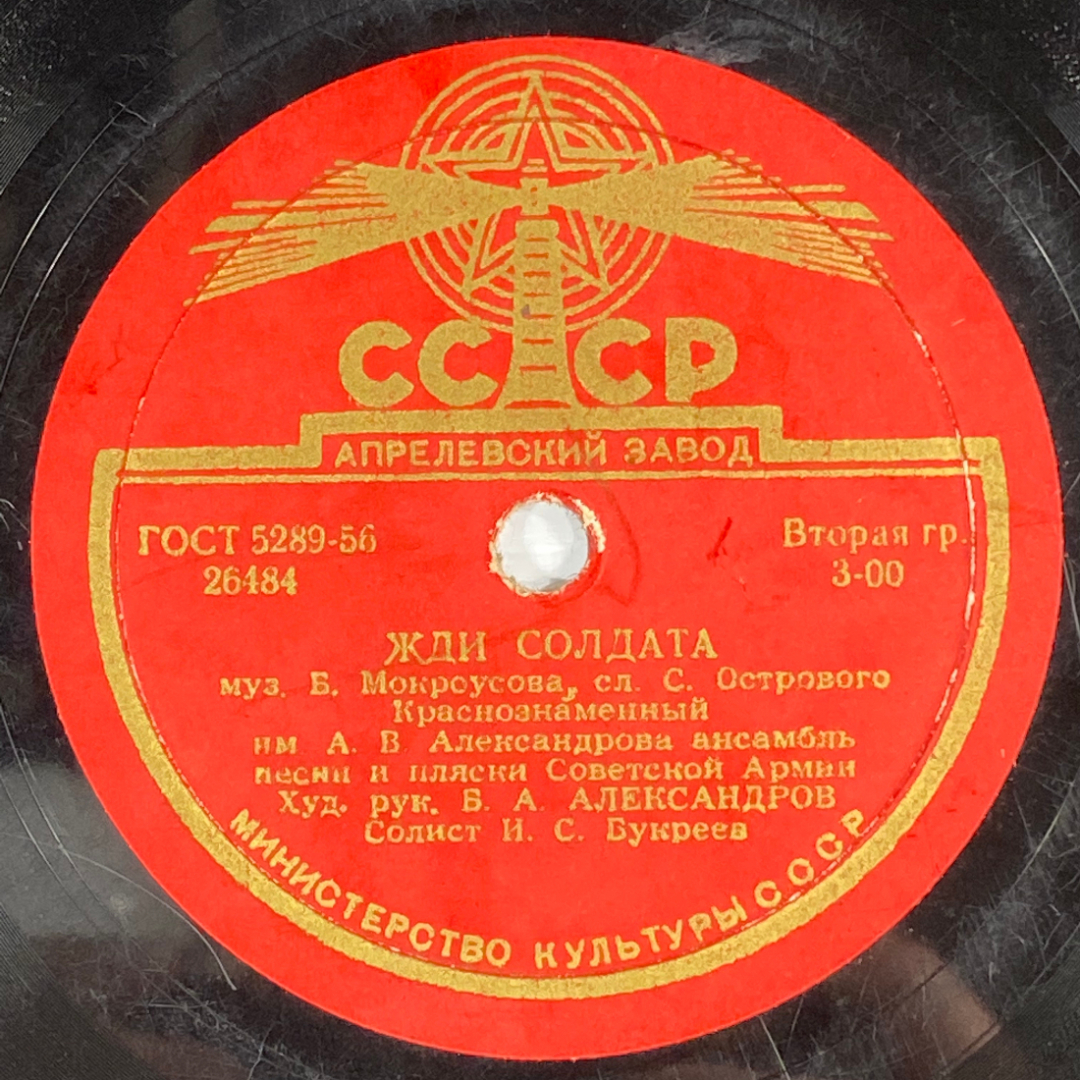 СССР
АПРЕЛЕВСКИЙ ЗАВОД
ГОСТ 5289-56
26484
Вторая гр.
3-00
ЖДИ СОЛДАТА
муз. Б. Мокроусова, сл. С. Острового
Краснознаменный
им А. В Александрова ансамбль
песни и пляски Советской Армии
Худ. рук. Б. А. АЛЕКСАНДРОВ
Солист И. С. Букреев
МИНИСТЕРСТВО КУЛЬТУРЫ СССР